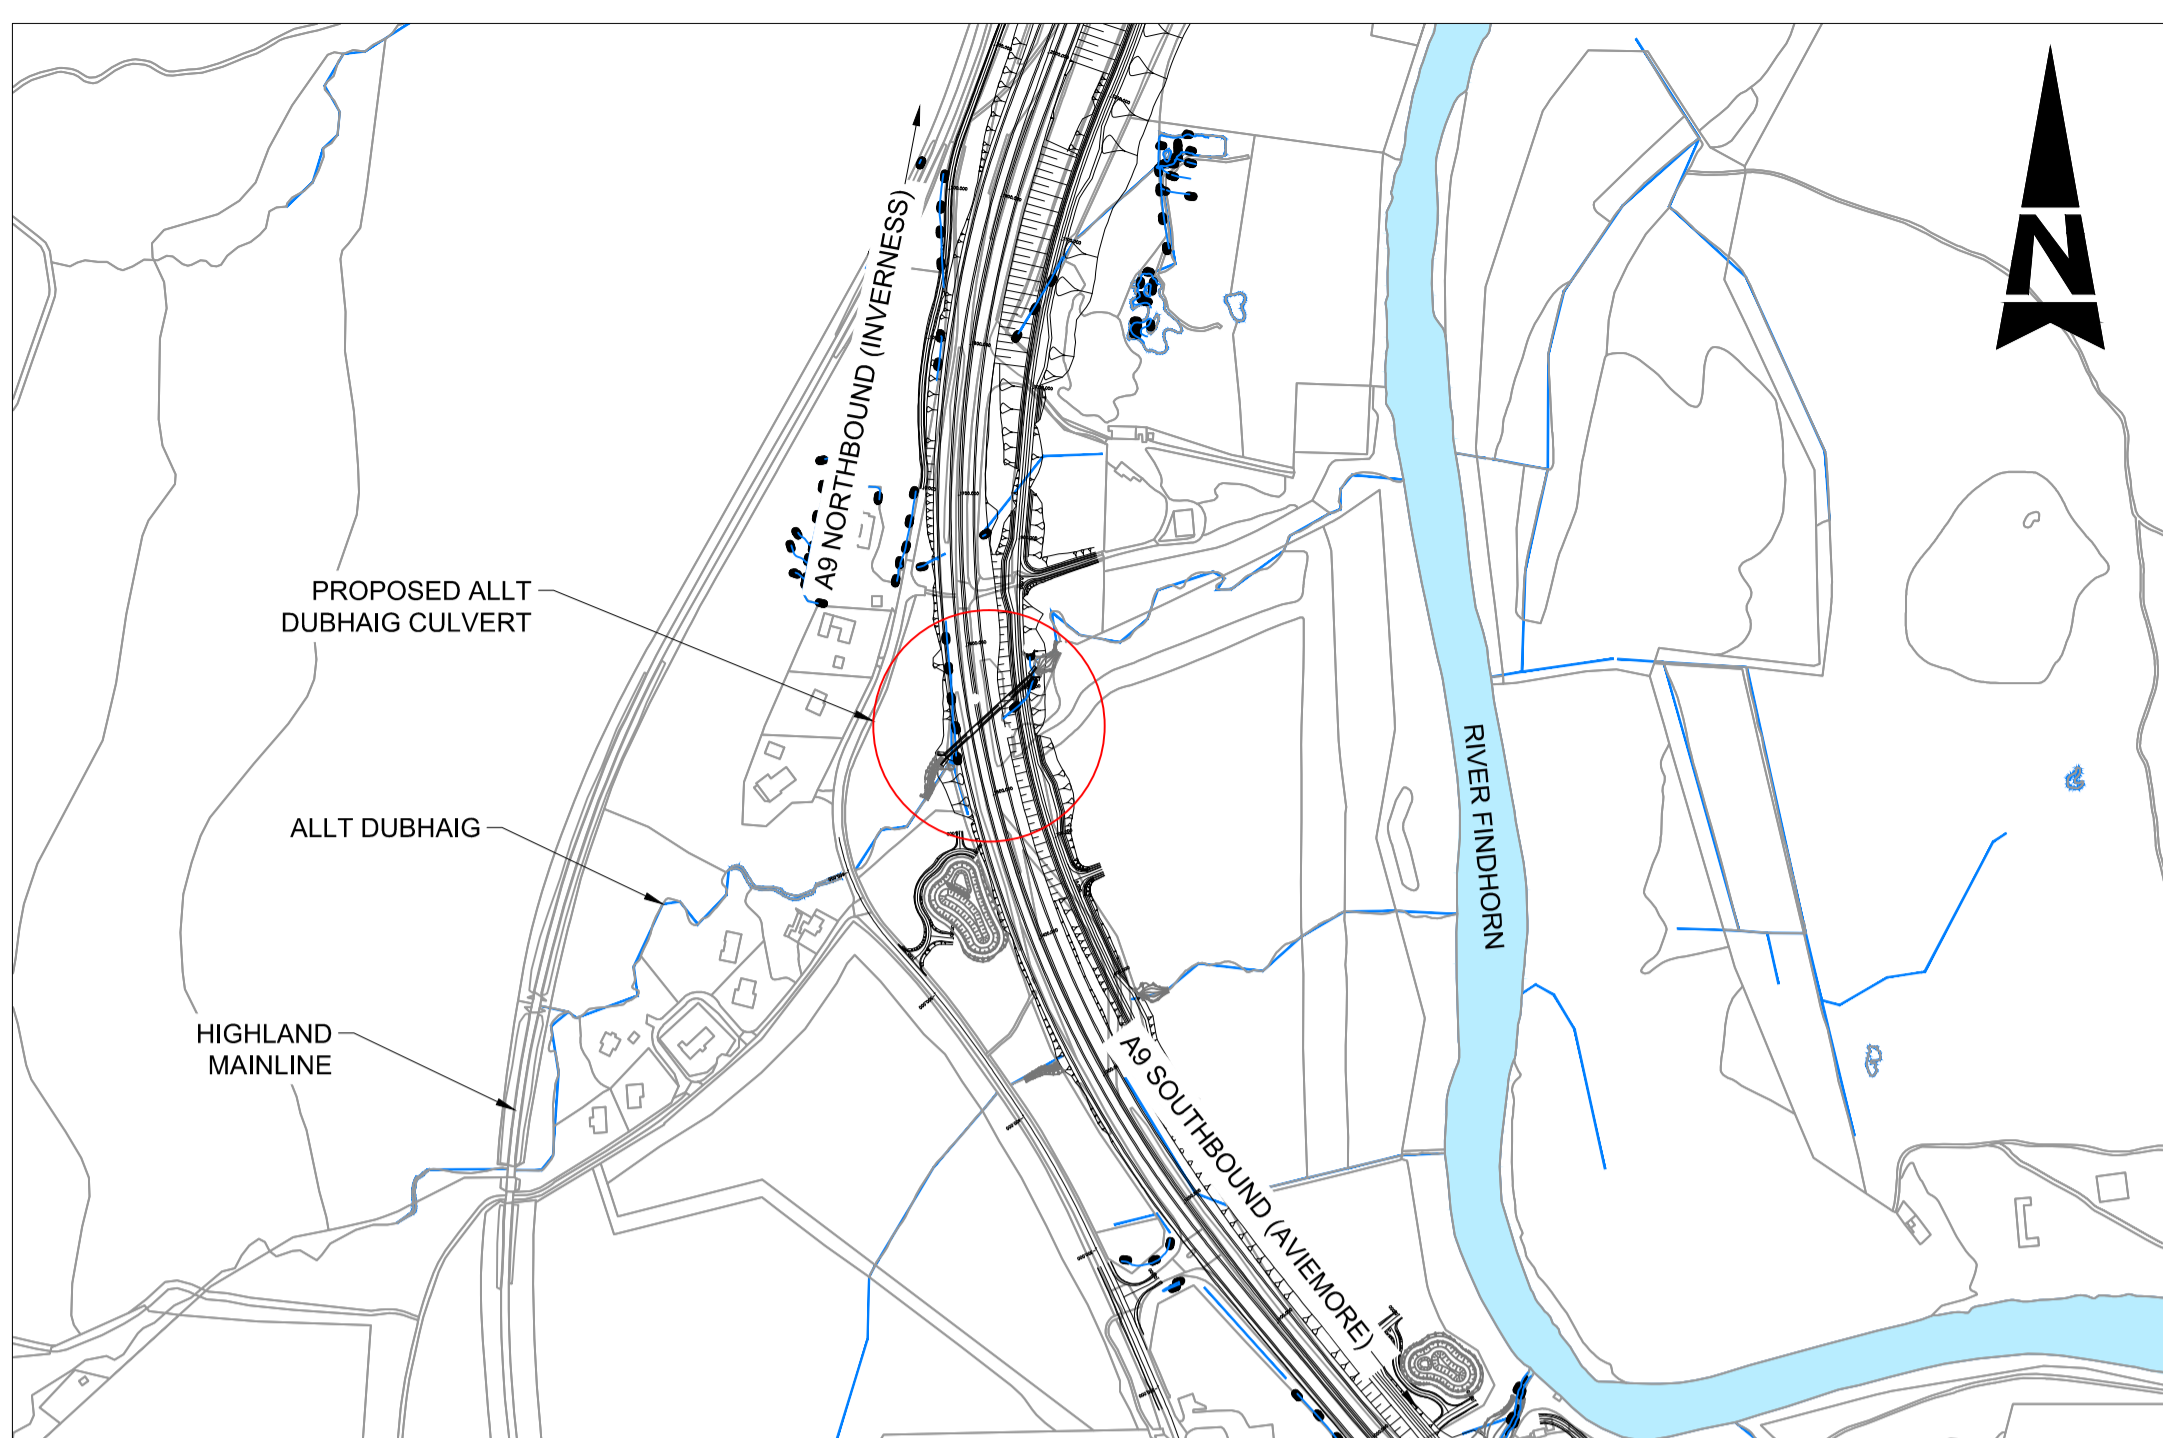 N
A9 NORTHBOUND (INVERNESS)
PROPOSED ALLT
DUBHAIG CULVERT
ALLT DUBHAIG
RIVER FINDHORN
HIGHLAND
MAINLINE
A9 SOUTHBOUND (AVIEMORE)